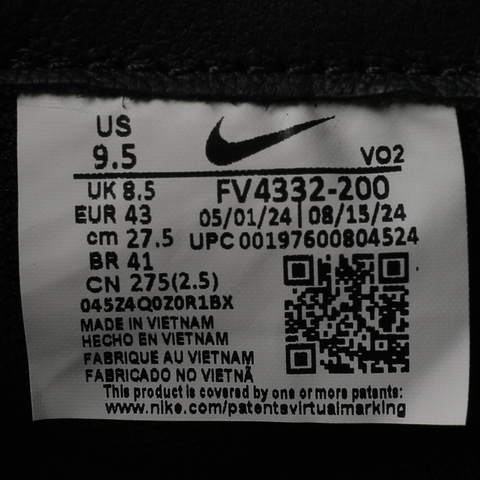 US
9.5
VO2
UK 8.5
FV4332-200
EUR 43
05/01/24 | 08/15/24
cm 27.5
UPC 00197600804524
BR 41
CN 275(2.5)
045Z4Q0Z0R1BX
MADE IN VIETNAM
HECHO EN VIETNAM
FABRIQUE AU VIETNAM
FABRICADO NO VIETNÃ
This product is covered by one or more patents:
www.nike.com/patentsvirtualmarking